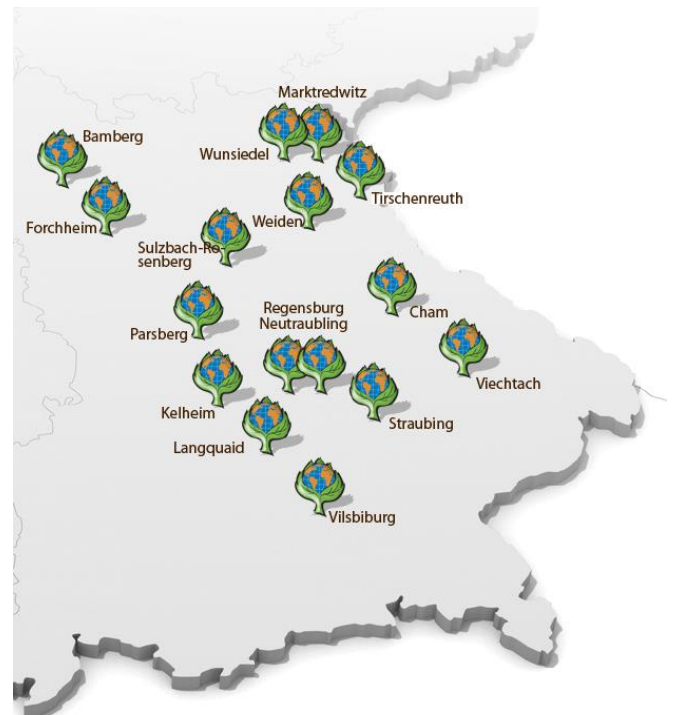 Marktredwitz
Bamberg
Wunsiedel
Tirschenreuth
Forchheim
Weiden
Sulzbach-Ro-
senberg
Regensburg
Neutraubling
Cham
Parsberg
Viechtach
Kelheim
Straubing
Langquaid
Vilsbiburg